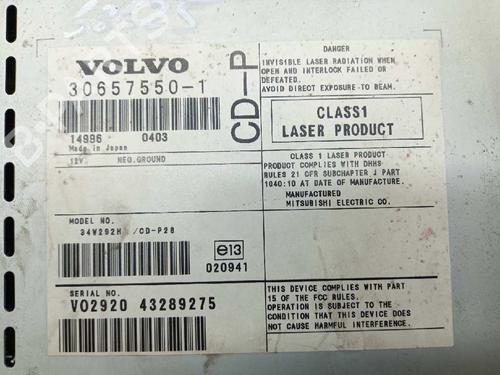 VOLVO
30657550-1
14996 0403
Made in Japan
12V. NEG.GROUND
CD-P
DANGER
INVISIBLE LASER RADIATION WHEN
OPEN AND INTERLOCK FAILED OR
DEFEATED.
AVOID DIRECT EXPOSURE TO BEAM.
CLASS1
LASER PRODUCT
CLASS 1 LASER PRODUCT
PRODUCT COMPLIES WITH DHHS
RULES 21 CFR SUBCHAPTER J PART
1040:10 AT DATE OF MANUFACTURE.
MANUFACTURED
MITSUBISHI ELECTRIC CO.
MODEL NO.
34W292H /CD-P28
e13
020941
SERIAL NO.
VO2920 43289275
THIS DEVICE COMPLIES WITH PART
15 OF THE FCC RULES.
OPERATION IS SUBJECT TO THE
CONDITION THAT THIS DEVICE DOES
NOT CAUSE HARMFUL INTERFERENCE.